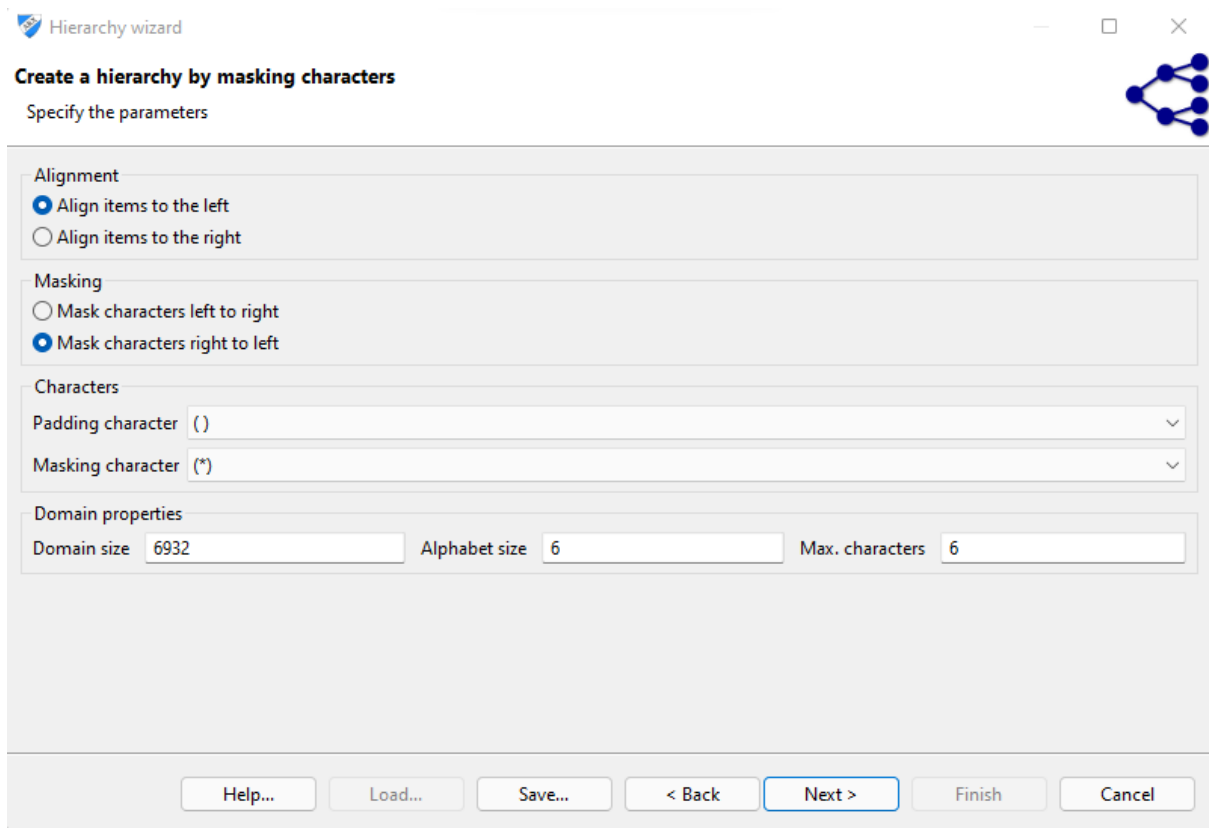 Hierarchy wizard
Create a hierarchy by masking characters
Specify the parameters
Alignment
Align items to the left
Align items to the right
Masking
Mask characters left to right
Mask characters right to left
Characters
Padding character ( )
Masking character (*)
Domain properties
Domain size 6932 Alphabet size 6 Max. characters 6
Help... Load... Save... < Back Next > Finish Cancel